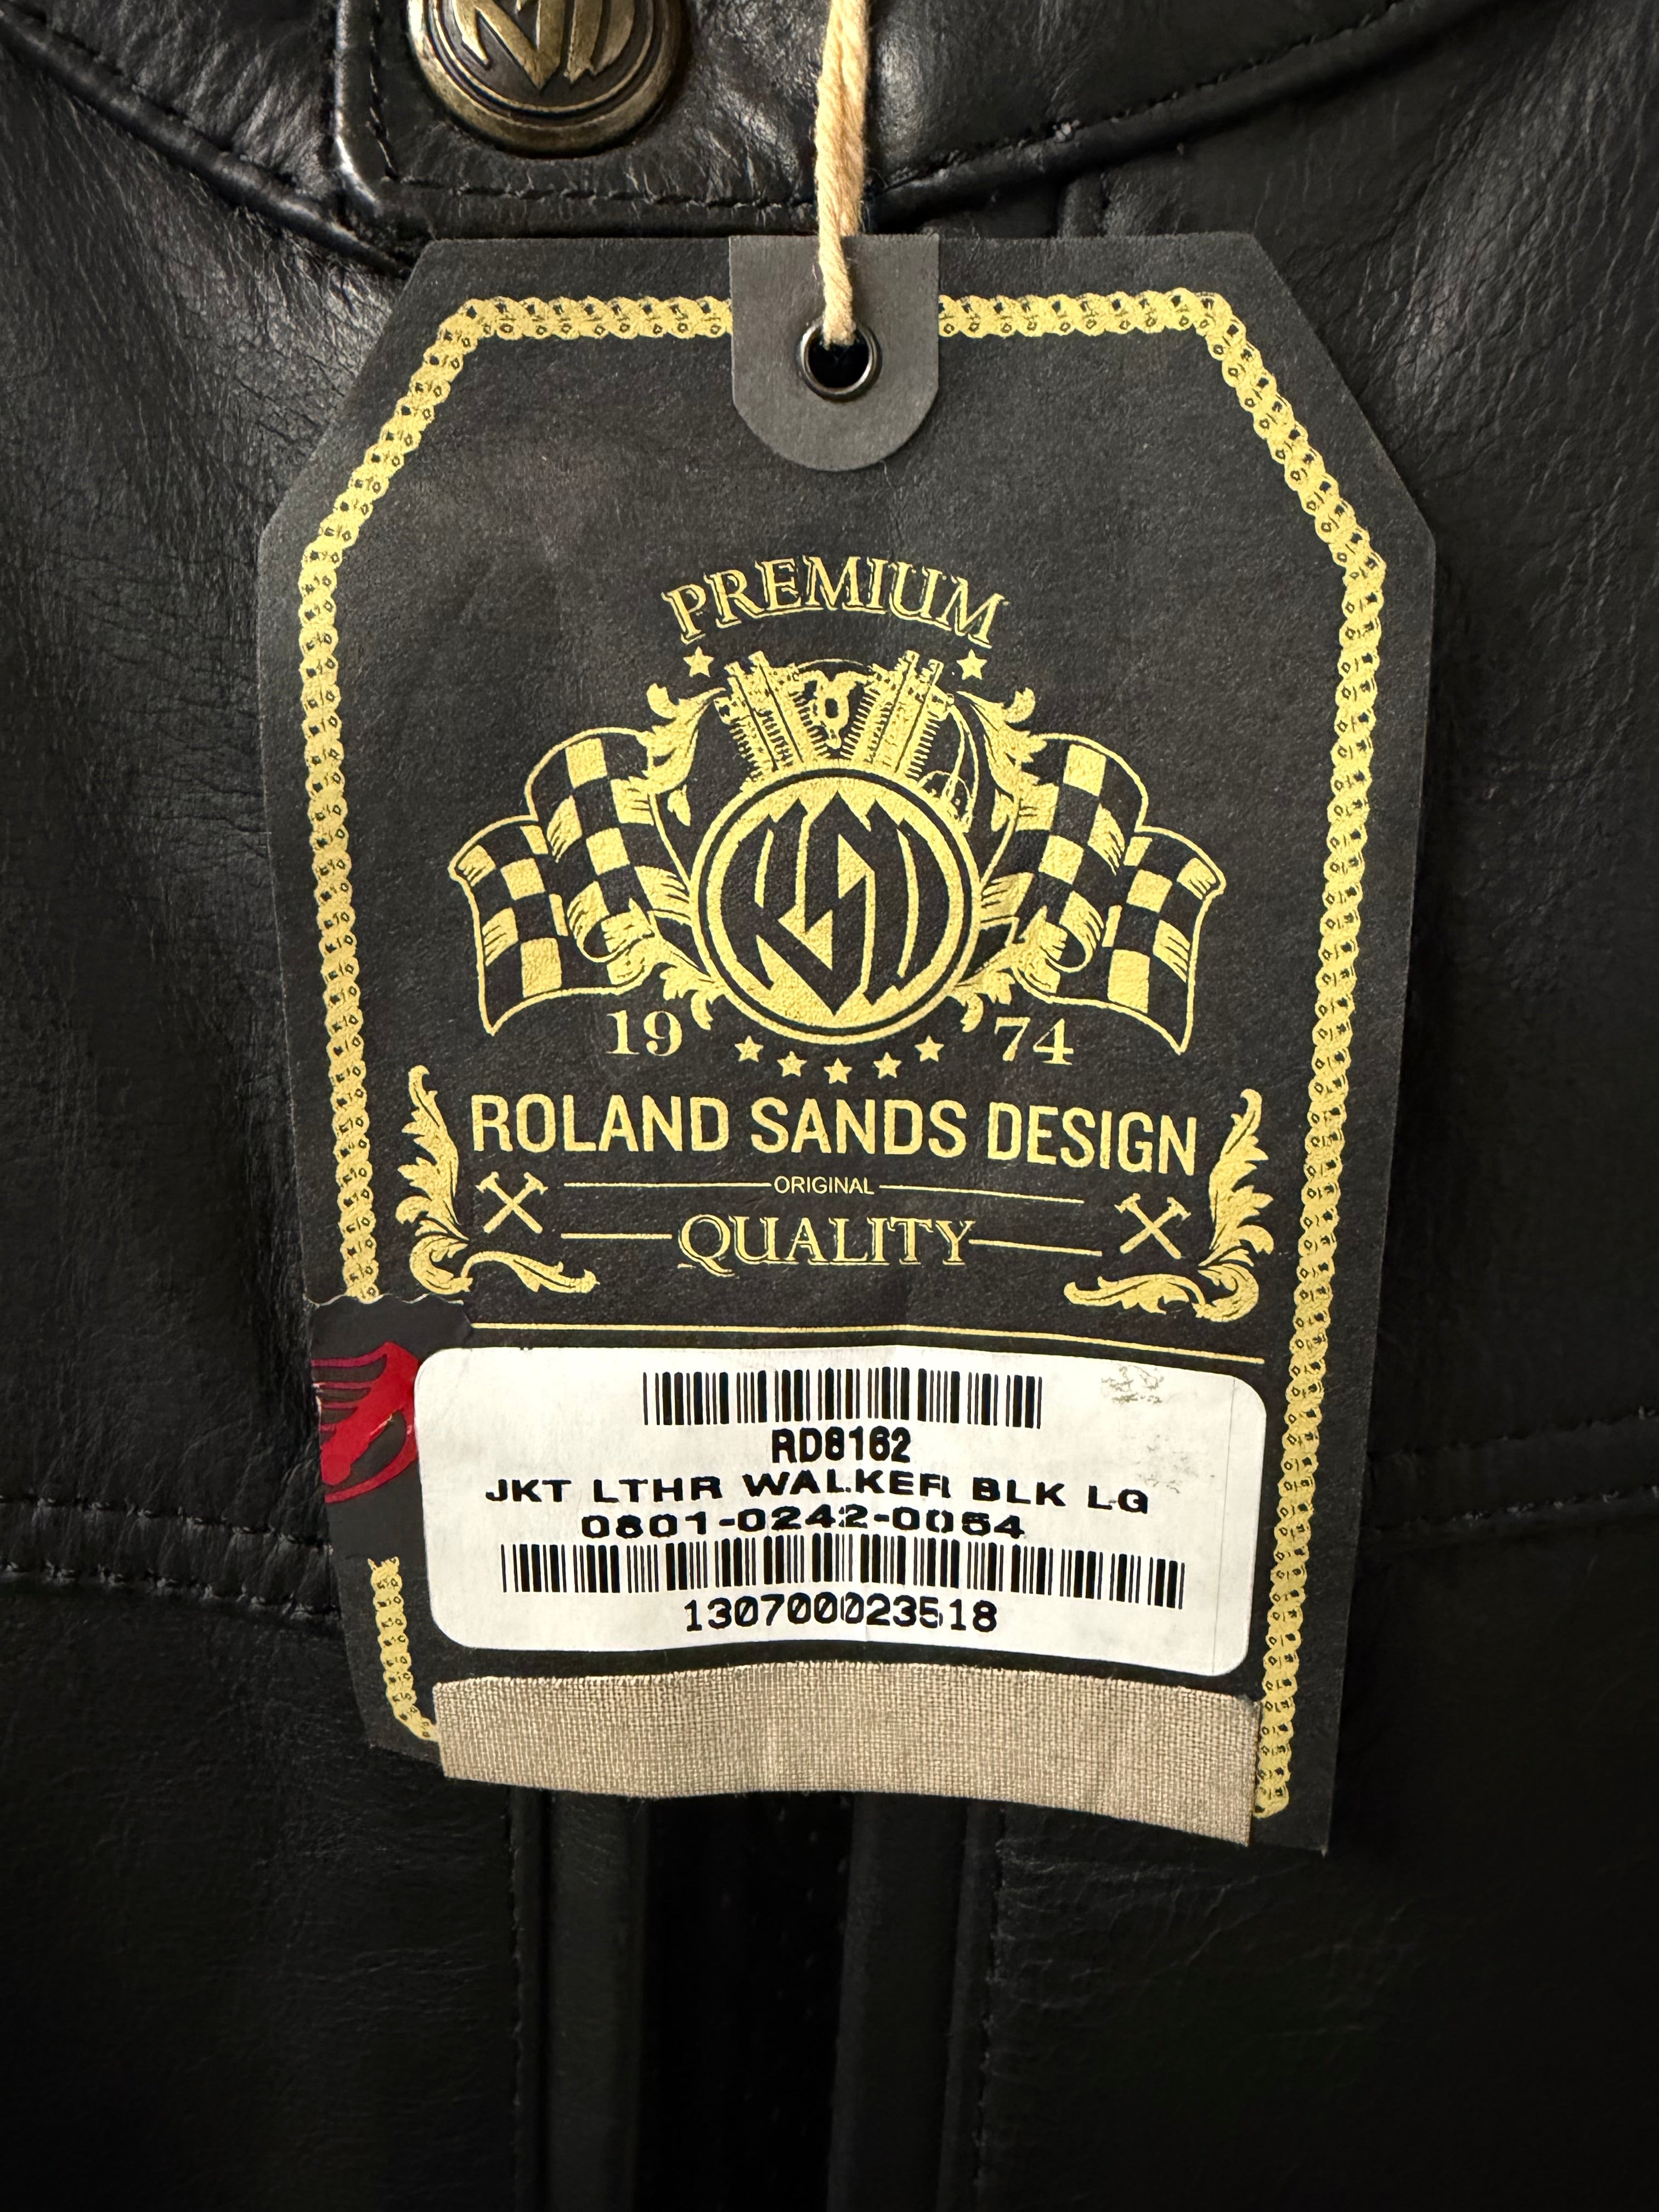 RSD
PREMIUM
RSD
19 74
ROLAND SANDS DESIGN
ORIGINAL
QUALITY
RD8162
JKT LTHR WALKER BLK LG
0801-0242-0054
130700023518